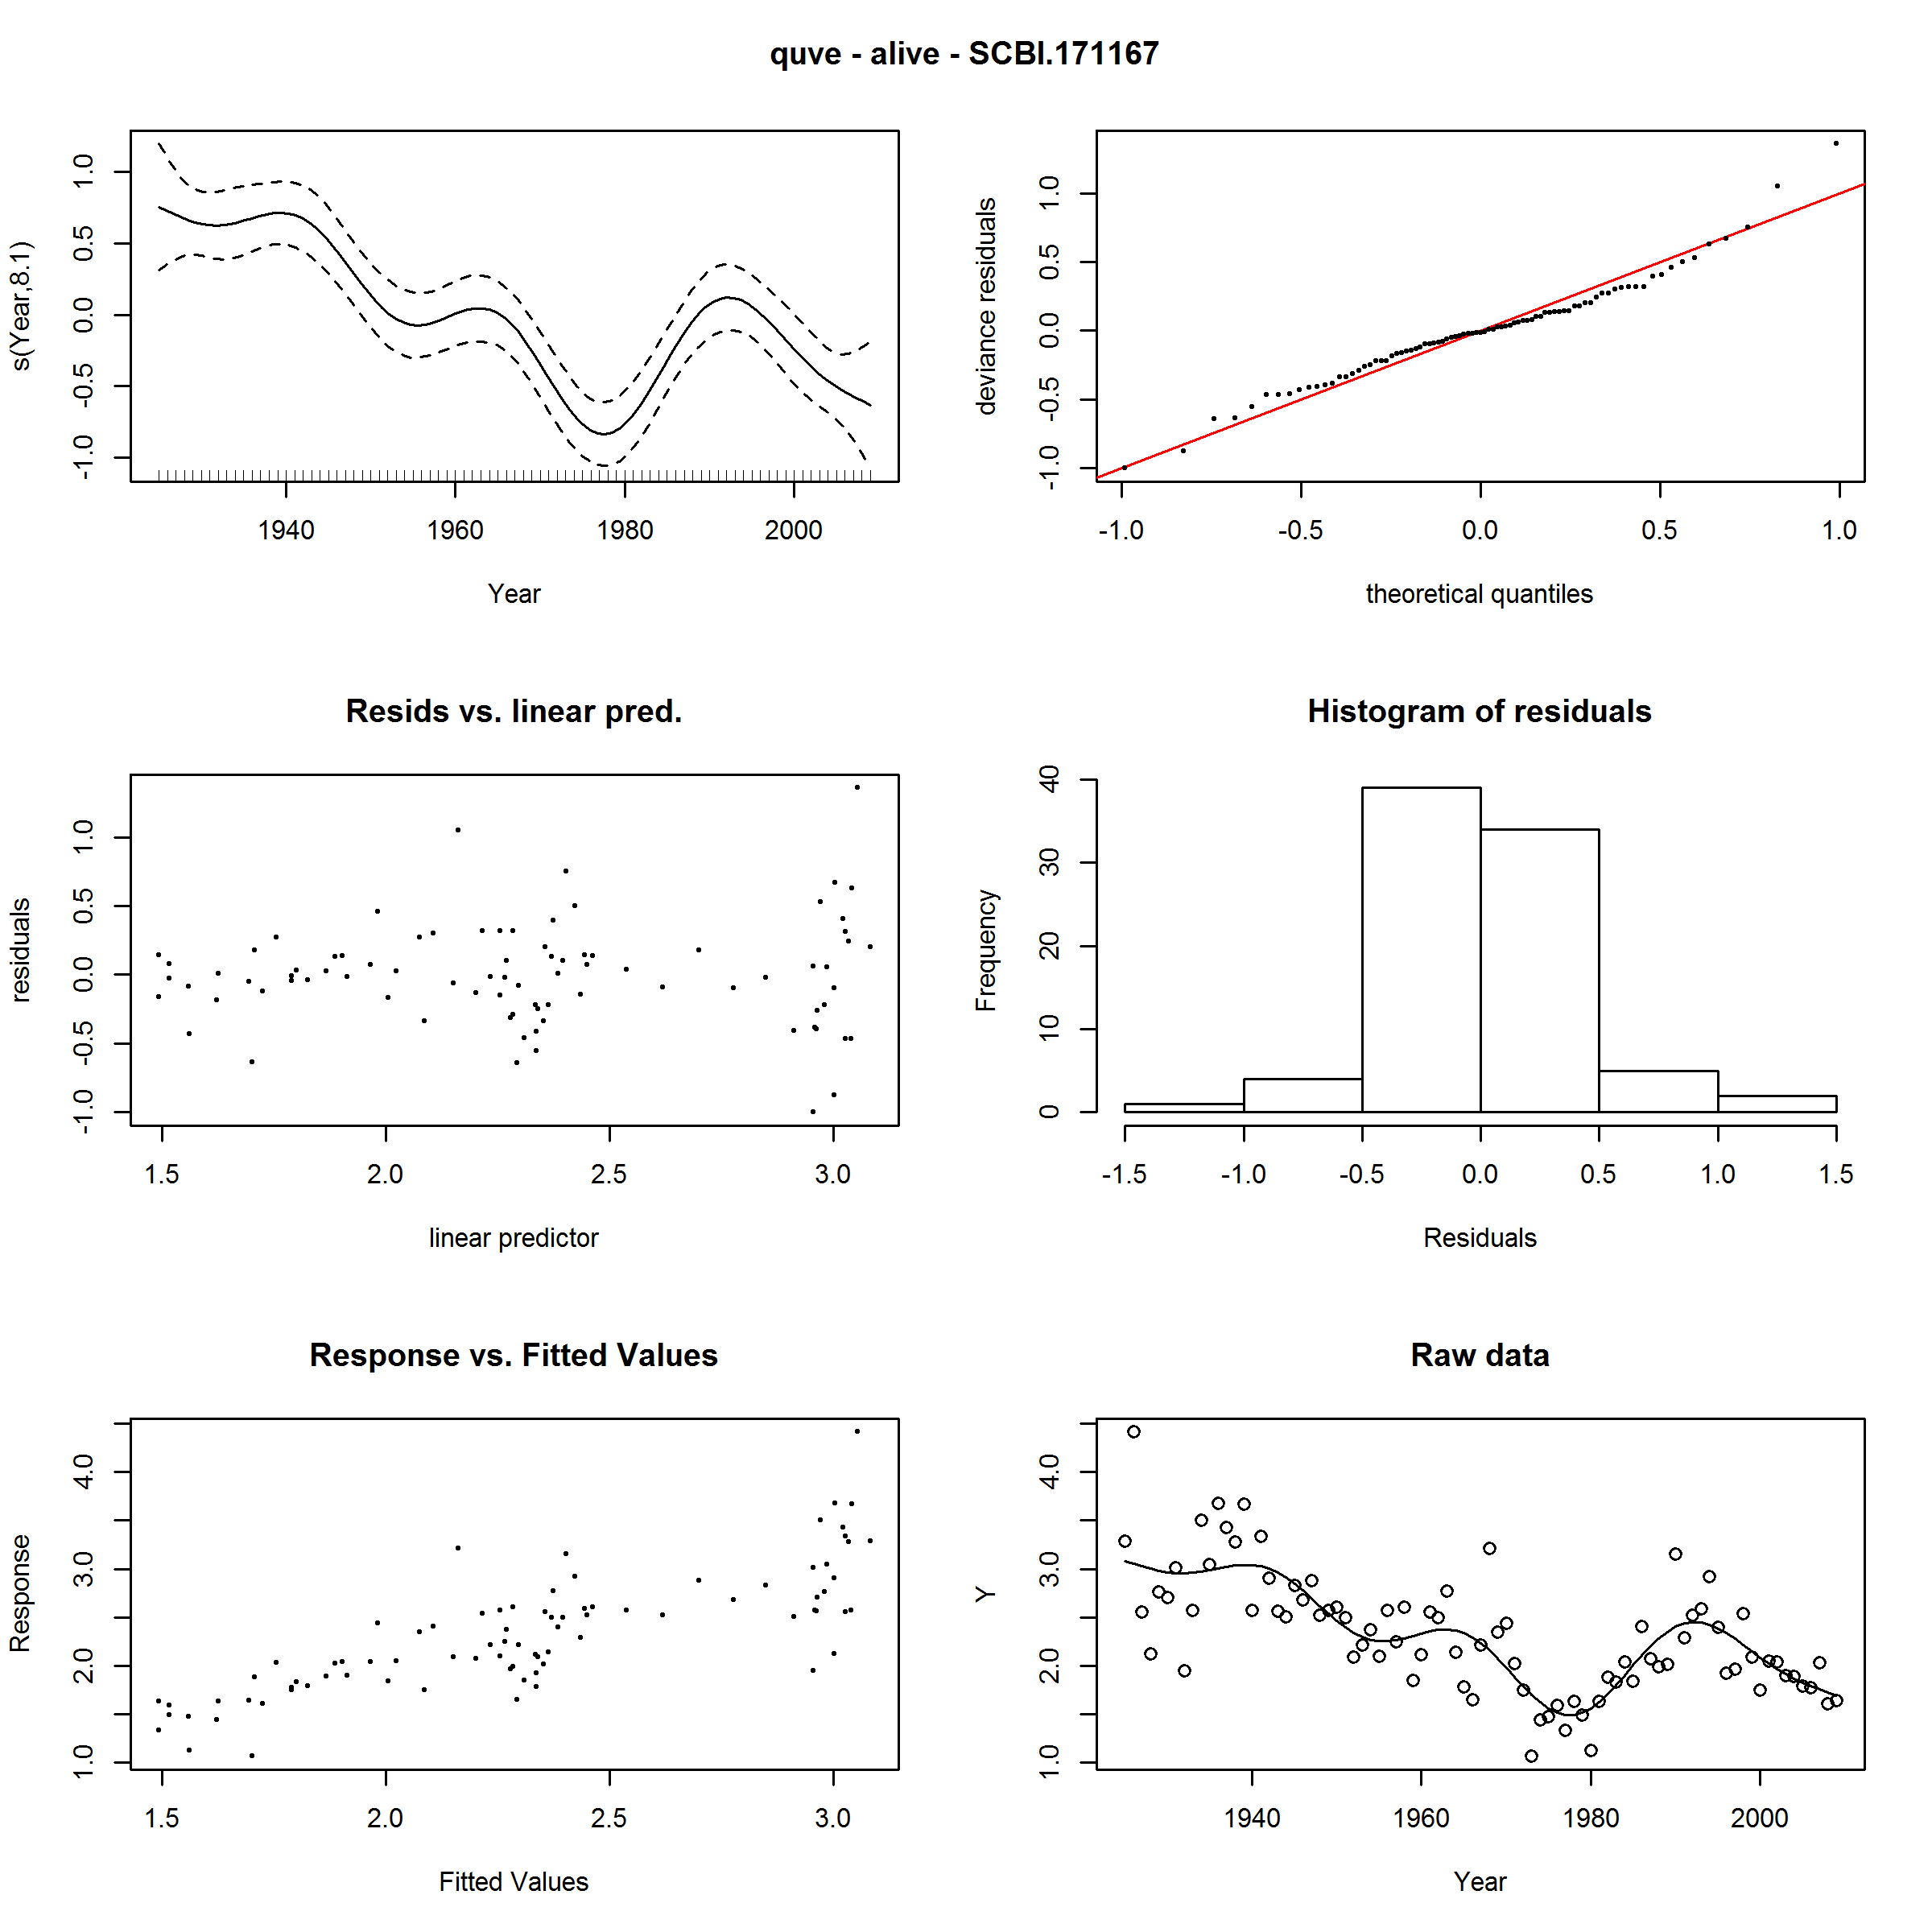 quve - alive - SCBI.171167
s(Year,8.1)
1.0
0.5
0.0
-0.5
-1.0
1940 1960 1980 2000
Year
deviance residuals
1.0
0.5
0.0
-0.5
-1.0
-1.0 -0.5 0.0 0.5 1.0
theoretical quantiles
Resids vs. linear pred.
residuals
1.0
0.5
0.0
-0.5
-1.0
1.5 2.0 2.5 3.0
linear predictor
Histogram of residuals
Frequency
40
30
20
10
0
-1.5 -1.0 -0.5 0.0 0.5 1.0 1.5
Residuals
Response vs. Fitted Values
Response
4.0
3.0
2.0
1.0
1.5 2.0 2.5 3.0
Fitted Values
Raw data
Y
4.0
3.0
2.0
1.0
1940 1960 1980 2000
Year